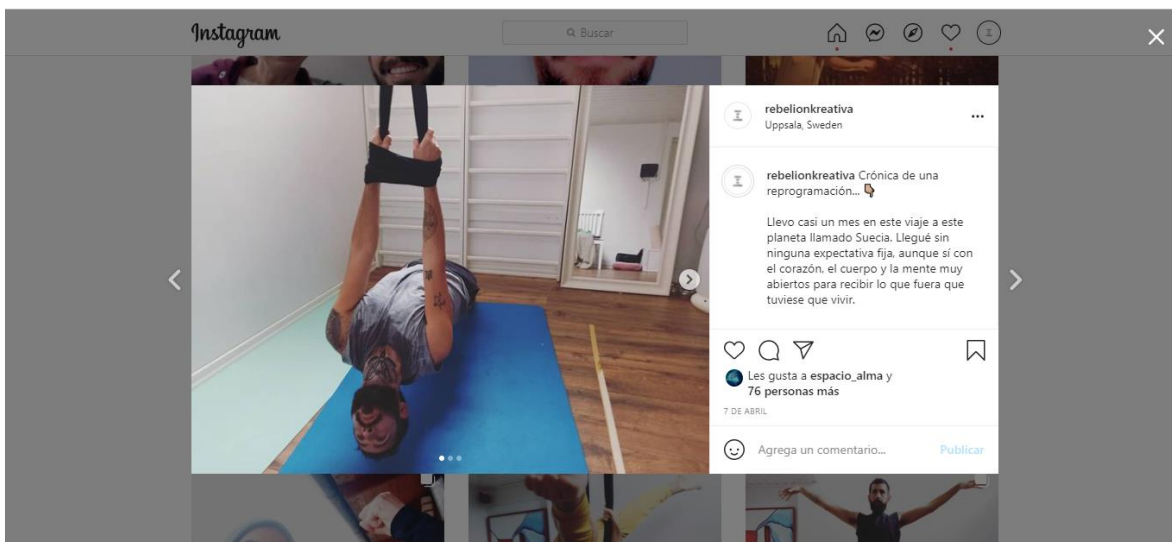 Instagram
Buscar
rebelionkreativa
Uppsala, Sweden
rebelionkreativa Crónica de una
reprogramación...
Llevo casi un mes en este viaje a este
planeta llamado Suecia. Llegué sin
ninguna expectativa fija, aunque sí con
el corazón, el cuerpo y la mente muy
abiertos para recibir lo que fuera que
tuviese que vivir.
Les gusta a espacio_alma y
76 personas más
7 DE ABRIL
Agrega un comentario...
Publicar